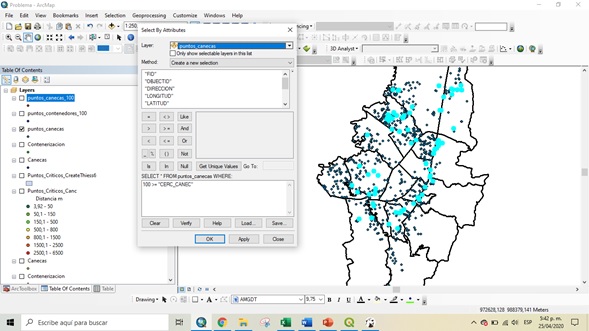 Problema - ArcMap
File Edit View Bookmarks Insert Selection Geoprocessing Customize Windows Help
Select By Attributes
Layer: puntos_canecas
Only show selectable layers in this list
Method: Create a new selection
"FID"
"OBJECTID"
"DIRECCION"
"LONGITUD"
"LATITUD"
= < > Like
> > = And
< < = Or
_ % ( ) Not
Is In Null Get Unique Values Go To:
SELECT * FROM puntos_canecas WHERE:
100 >= "CERC_CANEC"
Clear Verify Help Load... Save...
OK Apply Close
3D Analyst
Table Of Contents
Layers
puntos_canecas_100
puntos_contenedores_100
puntos_canecas
Contenerizacion
Canecas
Puntos_Criticos_CreateThiess
Puntos_Criticos_Canc
Distancia m
3,92 - 50
50,1 - 150
150,1 - 500
500,1 - 800
800,1 - 1500
1500,1 - 2500
2500,1 - 6503
Canecas
Contenerizacion
ArcToolbox Table Of Contents Table
Drawing AMGDT 9.75 B I U A
972628,128 988379,141 Meters
Escribe aquí para buscar
ESP
5:42 p. m.
25/04/2020